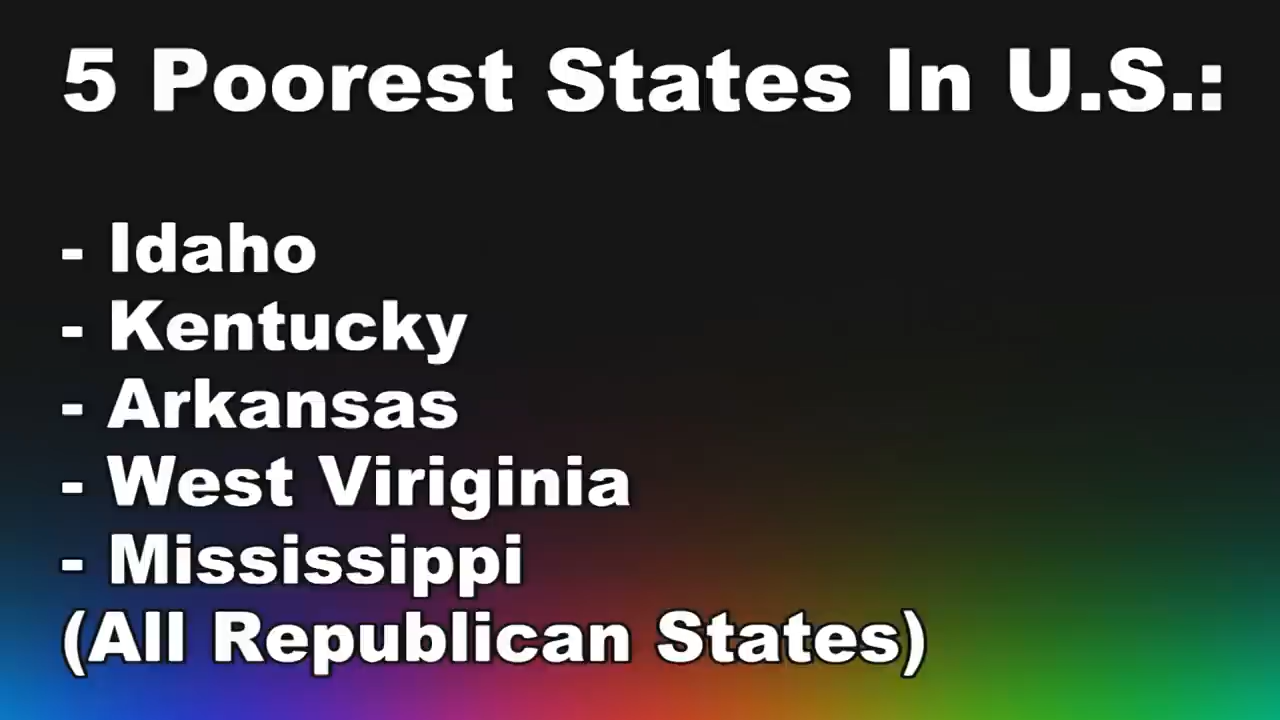 5 Poorest States In U.S.:
- Idaho
- Kentucky
- Arkansas
- West Viriginia
- Mississippi
(All Republican States)